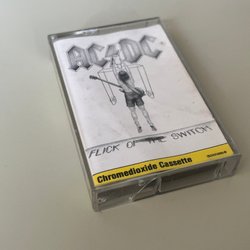 AC⚡DC
FLICK OF THE SWITCH
Chromedioxide Cassette